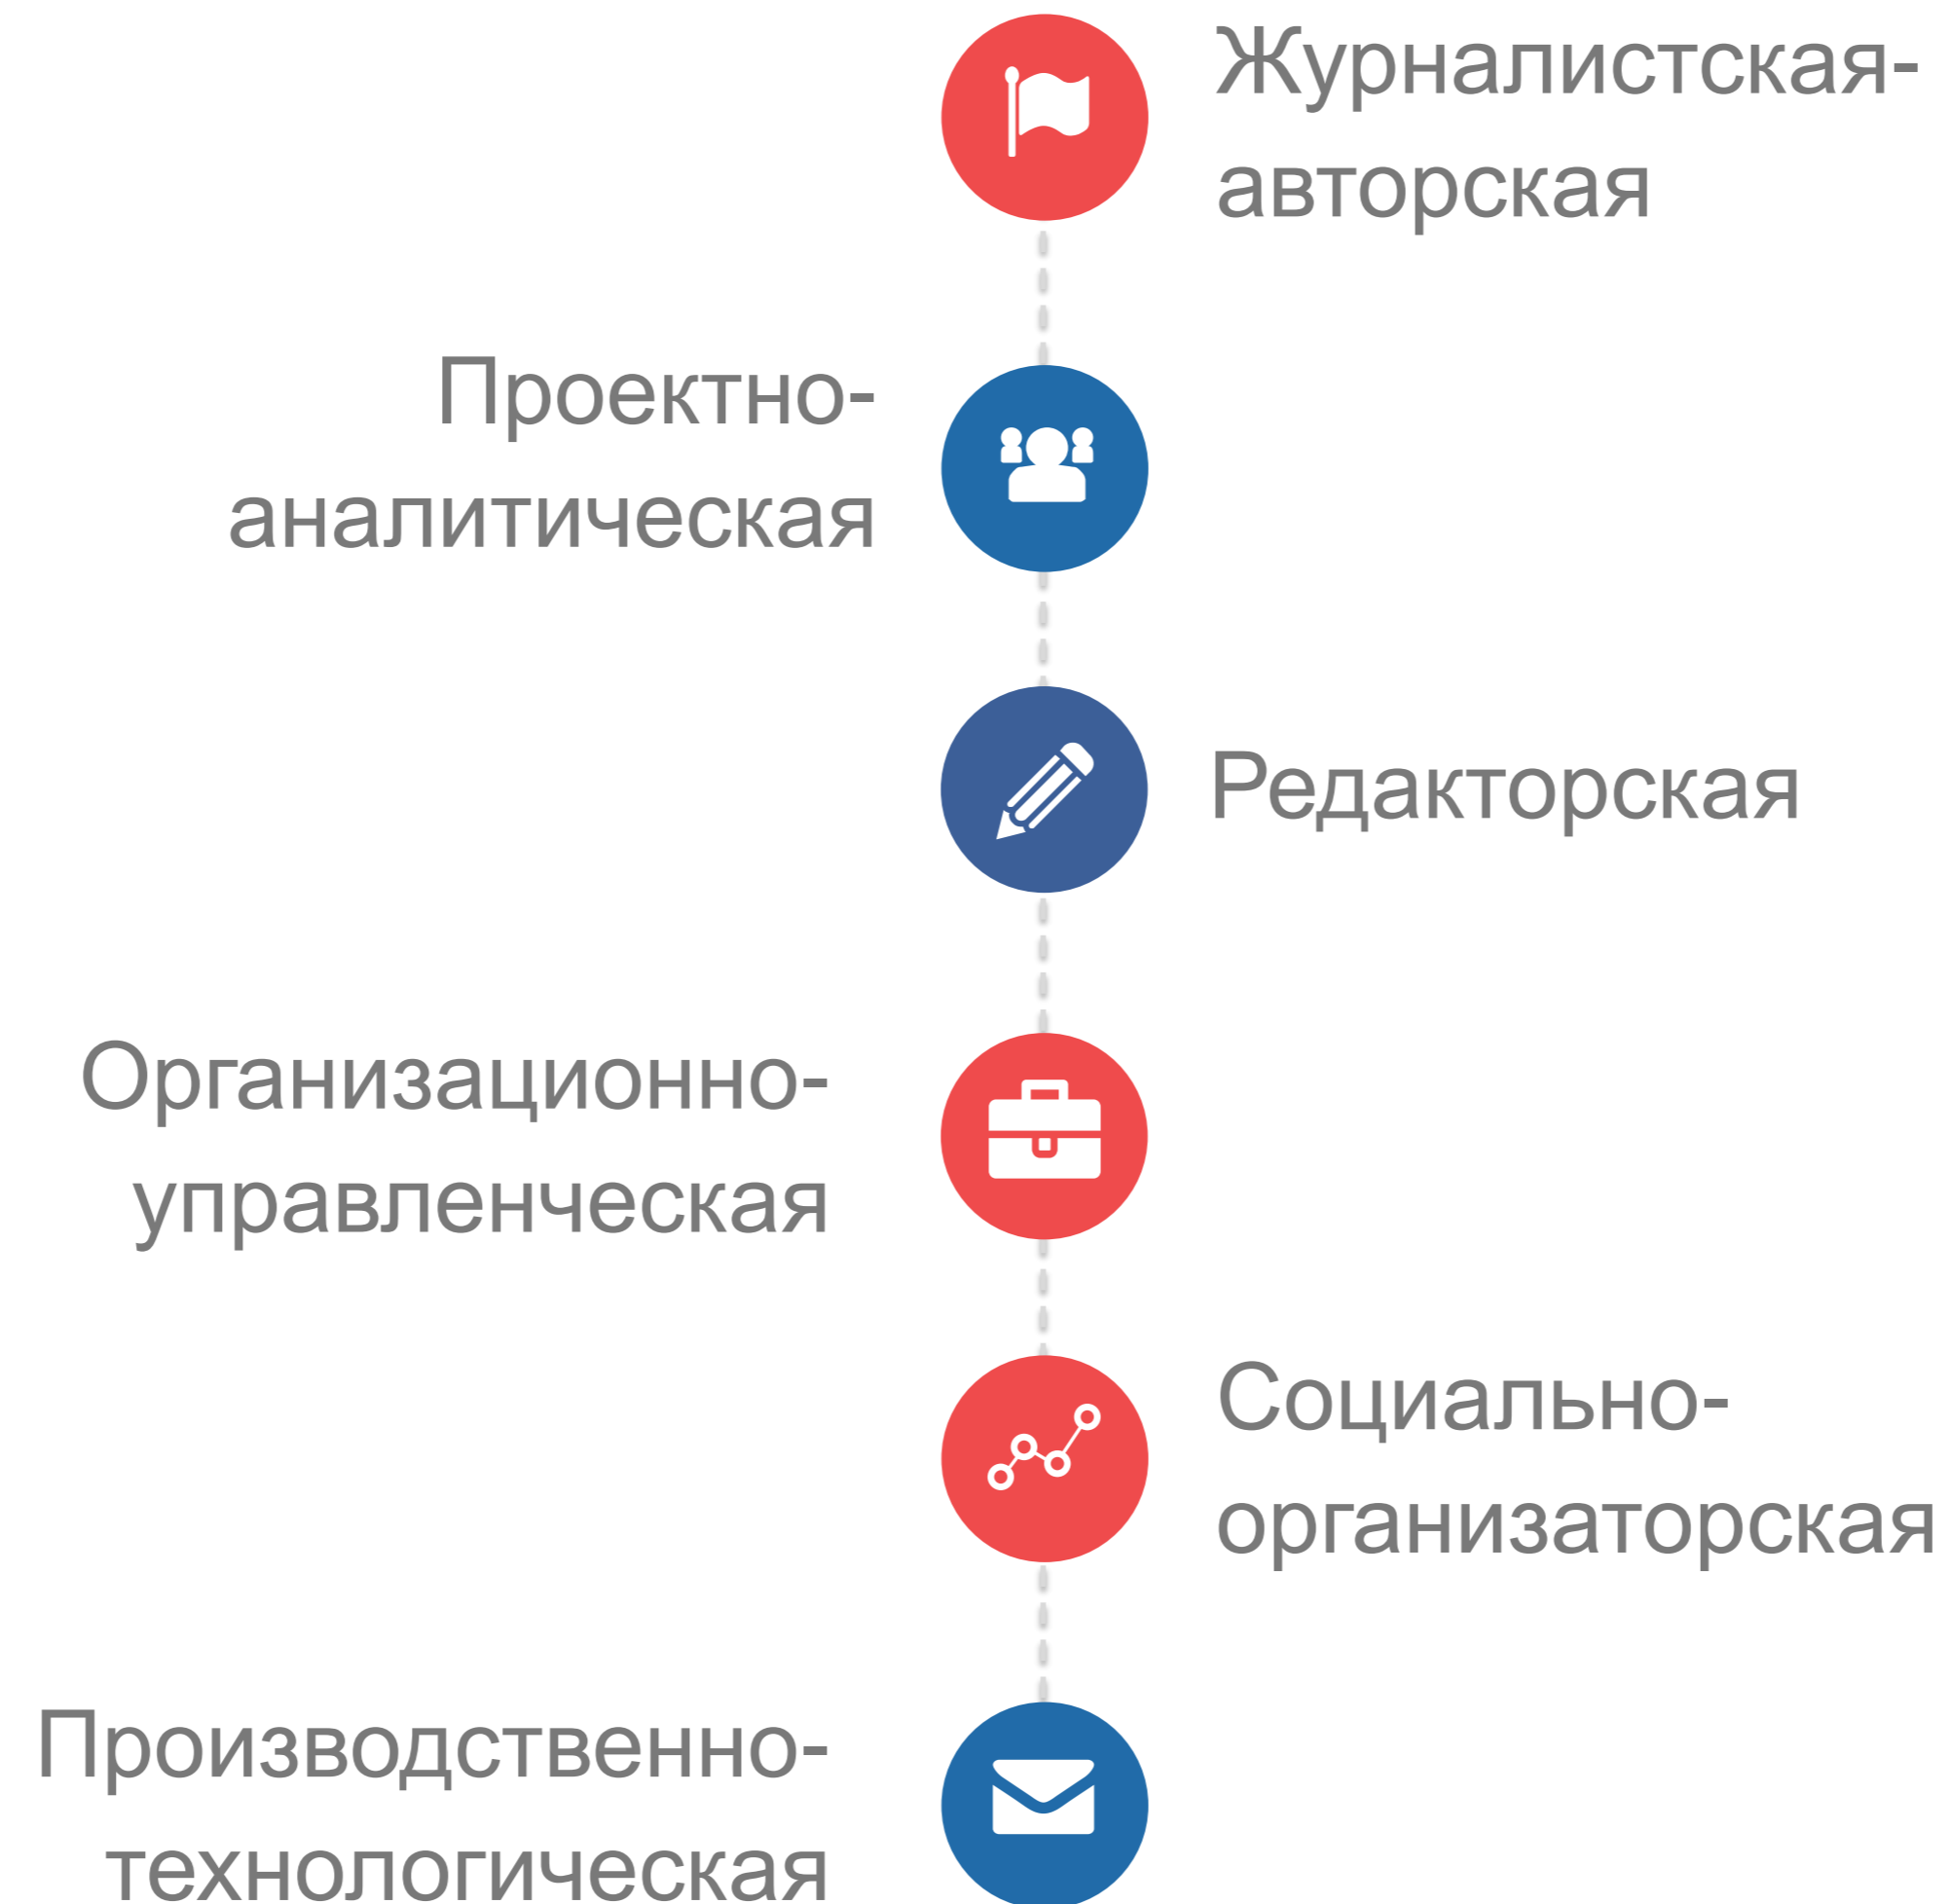 Журналистская-
авторская
Проектно-
аналитическая
Редакторская
Организационно-
управленческая
Социально-
организаторская
Производственно-
технологическая